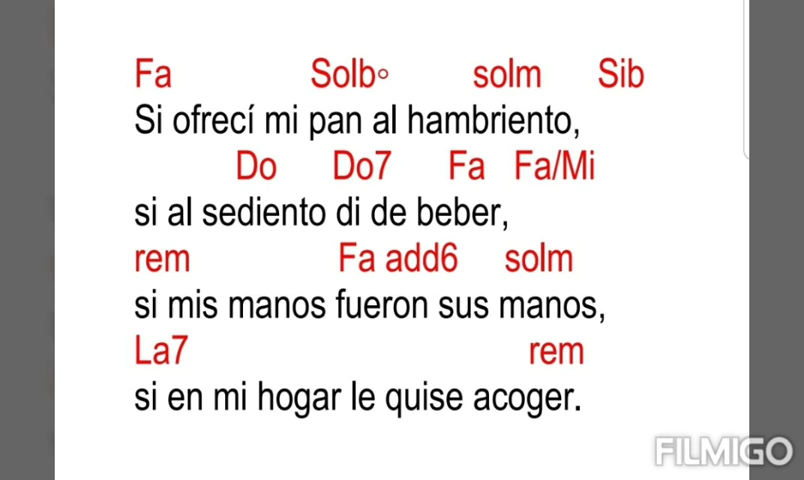 Fa Solb° solm Sib
Si ofrecí mi pan al hambriento,
Do Do7 Fa Fa/Mi
si al sediento di de beber,
rem Fa add6 solm
si mis manos fueron sus manos,
La7 rem
si en mi hogar le quise acoger.
FILMIGO